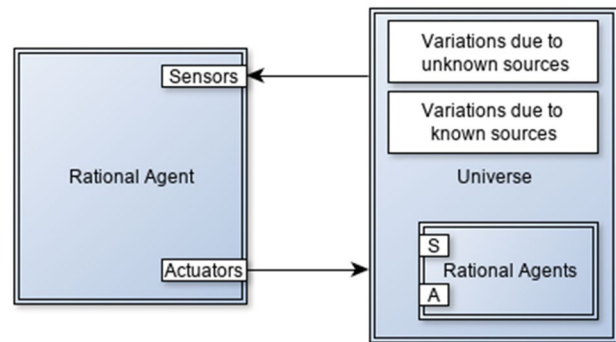 Sensors
Rational Agent
Actuators
Variations due to
unknown sources
Variations due to
known sources
Universe
S
Rational Agents
A